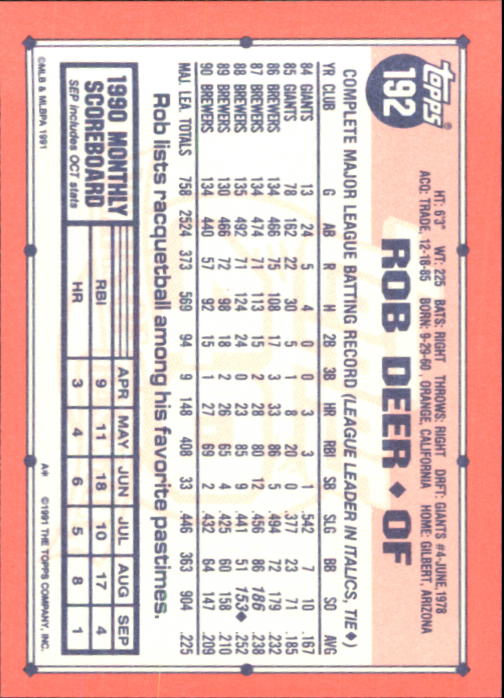 topps®
192
HT: 6'3" WT: 225 BATS: RIGHT THROWS: RIGHT DRFT: GIANTS #4-JUNE, 1978
ACQ: TRADE, 12-18-85 BORN: 9-29-60, ORANGE, CALIFORNIA HOME: GILBERT, ARIZONA
ROB DEER ♦ OF
COMPLETE MAJOR LEAGUE BATTING RECORD (LEAGUE LEADER IN ITALICS, TIE♦)
YR CLUB G AB R H 2B 3B HR RBI SB SLG BB SO AVG
84 GIANTS 13 24 5 4 0 0 3 3 1 .542 7 10 .167
85 GIANTS 78 162 22 30 5 1 8 20 0 .377 23 71 .185
86 BREWERS 134 466 75 108 17 3 33 86 5 .494 72 179 .232
87 BREWERS 134 474 71 113 15 2 28 80 12 .456 86 186 .238
88 BREWERS 135 492 71 124 24 0 23 85 9 .441 51 153♦ .252
89 BREWERS 130 466 72 98 18 2 26 65 4 .425 60 158 .210
90 BREWERS 134 440 57 92 15 1 27 69 2 .432 64 147 .209
MAJ. LEA. TOTALS 758 2524 373 569 94 9 148 408 33 .446 363 904 .225
Rob lists racquetball among his favorite pastimes.
1990 MONTHLY
SCOREBOARD
SEP includes OCT stats
APR MAY JUN JUL AUG SEP
RBI 9 11 18 10 17 4
HR 3 4 6 5 8 1
©MLB & MLBPA 1991
A* ©1991 THE TOPPS COMPANY, INC.